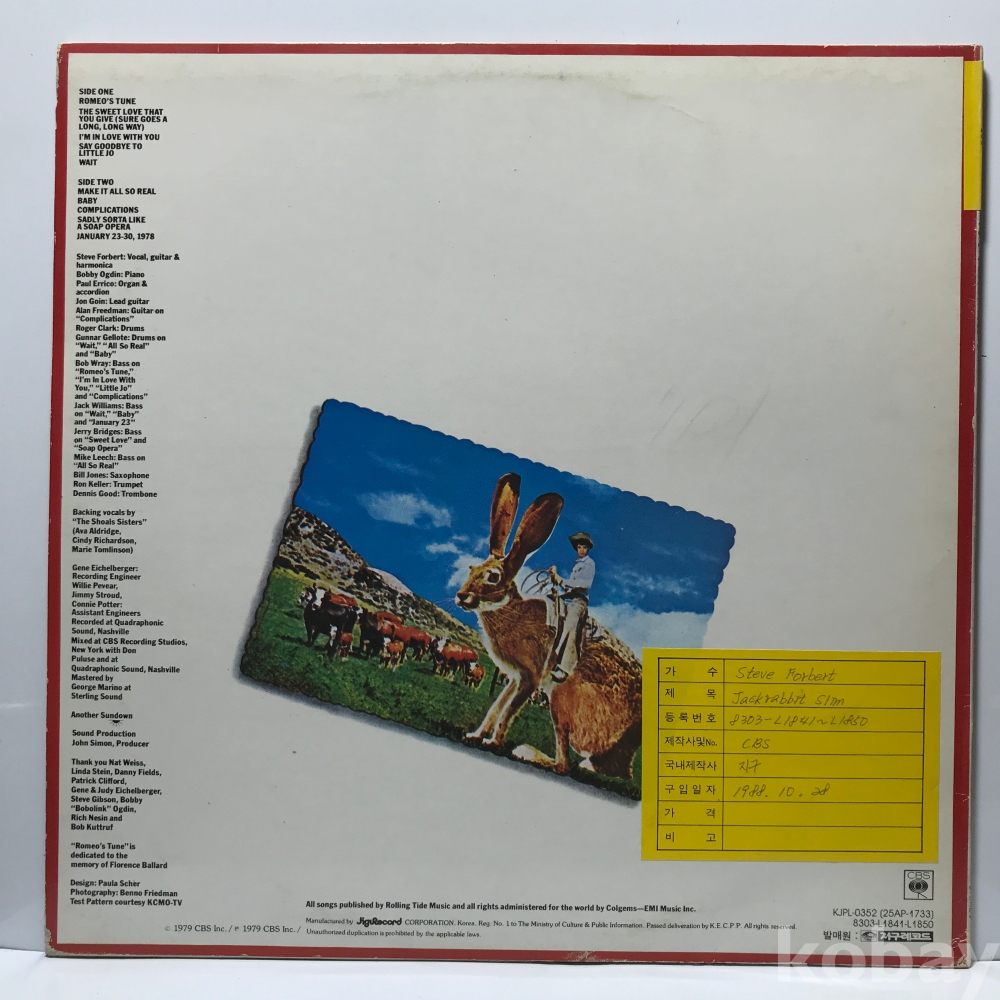 SIDE ONE
ROMEO'S TUNE
THE SWEET LOVE THAT
YOU GIVE (SURE GOES A
LONG, LONG WAY)
I'M IN LOVE WITH YOU
SAY GOODBYE TO
LITTLE JO
WAIT
SIDE TWO
MAKE IT ALL SO REAL
BABY
COMPLICATIONS
SADLY SORTA LIKE
A SOAP OPERA
JANUARY 23-30, 1978
Steve Forbert: Vocal, guitar &
harmonica
Bobby Ogdin: Piano
Paul Errico: Organ &
accordion
Jon Goin: Lead guitar
Alan Freedman: Guitar on
"Complications"
Roger Clark: Drums
Gunnar Gellote: Drums on
"Wait," "All So Real"
and "Baby"
Bob Wray: Bass on
"Romeo's Tune,"
"I'm In Love With
You," "Little Jo"
and "Complications"
Jack Williams: Bass
on "Wait," "Baby"
and "January 23"
Jerry Bridges: Bass
on "Sweet Love" and
"Soap Opera"
Mike Leech: Bass on
"All So Real"
Bill Jones: Saxophone
Ron Keller: Trumpet
Dennis Good: Trombone
Backing vocals by
"The Shoals Sisters"
(Ava Aldridge,
Cindy Richardson,
Marie Tomlinson)
Gene Eichelberger:
Recording Engineer
Willie Pevear,
Jimmy Stroud,
Connie Potter:
Assistant Engineers
Recorded at Quadraphonic
Sound, Nashville
Mixed at CBS Recording Studios,
New York with Don
Puluse and at
Quadraphonic Sound, Nashville
Mastered by
George Marino at
Sterling Sound
Another Sundown
Sound Production
John Simon, Producer
Thank you Nat Weiss,
Linda Stein, Danny Fields,
Patrick Clifford,
Gene & Judy Eichelberger,
Steve Gibson, Bobby
"Bobolink" Ogdin,
Rich Nesin and
Bob Kuttruf
"Romeo's Tune" is
dedicated to the
memory of Florence Ballard
Design: Paula Scher
Photography: Benno Friedman
Test Pattern courtesy KCMO-TV
가 수 Steve Forbert
제 목 Jackrabbit Slim
등록번호 8303-L1841~L1850
제작사및No. CBS
국내제작사 지구
구입일자 1988. 10. 28
가 격
비 고
CBS
All songs published by Rolling Tide Music and all rights administered for the world by Colgems—EMI Music Inc.
KJPL-0352 (25AP-1733)
8303-L1841-L1850
발매원: 지구레코드
Manufactured by JiguRecord CORPORATION. Korea. Reg. No. 1 to The Ministry of Culture & Public Information. Passed deliveration by K.E.C.P.P. All rights reserved.
© 1979 CBS Inc. / ℗ 1979 CBS Inc. / Unauthorized duplication is prohibited by the applicable laws.
kobay